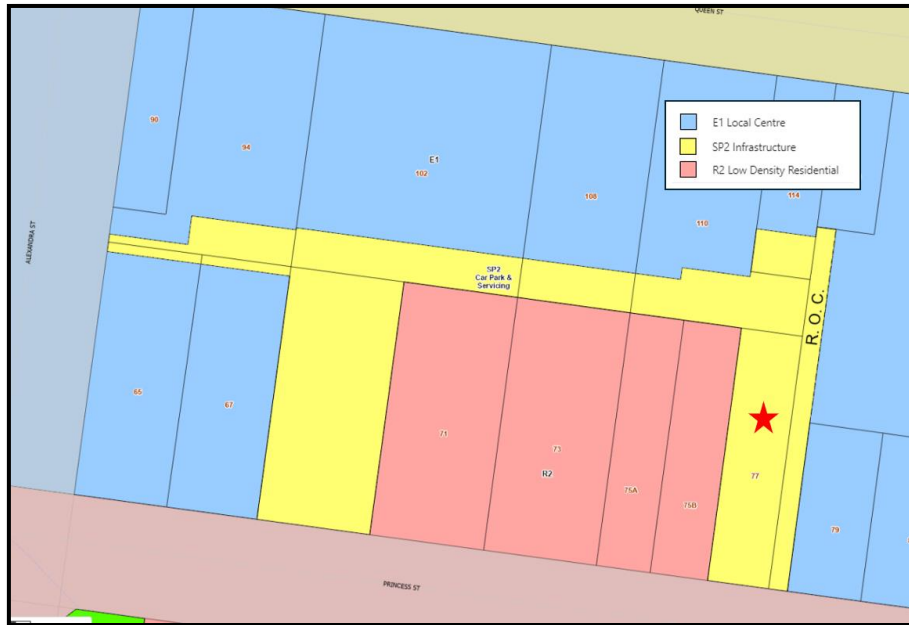 QUEEN ST
E1 Local Centre
SP2 Infrastructure
R2 Low Density Residential
90
94
E1
102
108
110
114
ALEXANDRA ST
SP2
Car Park &
Servicing
R. O. C.
65
67
71
73
R2
75A
75B
77
79
PRINCESS ST